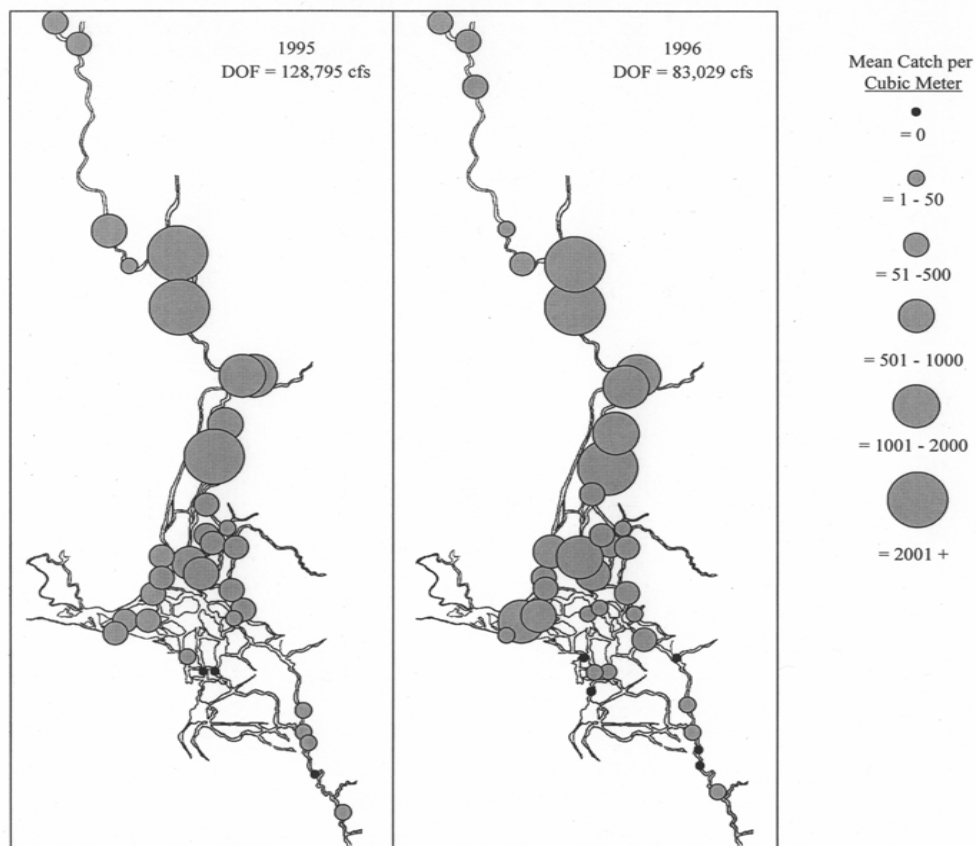 1995
DOF = 128,795 cfs
1996
DOF = 83,029 cfs
Mean Catch per
Cubic Meter
= 0
= 1 - 50
= 51 -500
= 501 - 1000
= 1001 - 2000
= 2001 +